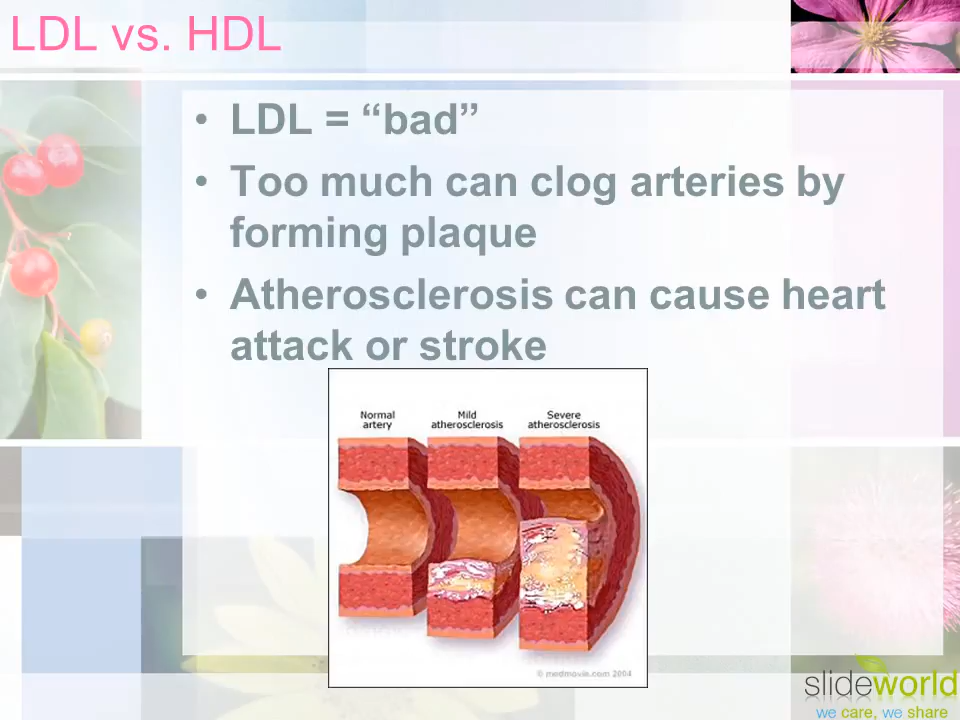 LDL vs. HDL
• LDL = “bad”
• Too much can clog arteries by
forming plaque
• Atherosclerosis can cause heart
attack or stroke
Normal
artery
Mild
atherosclerosis
Severe
atherosclerosis
© medmovie.com 2004
slideworld
we care, we share